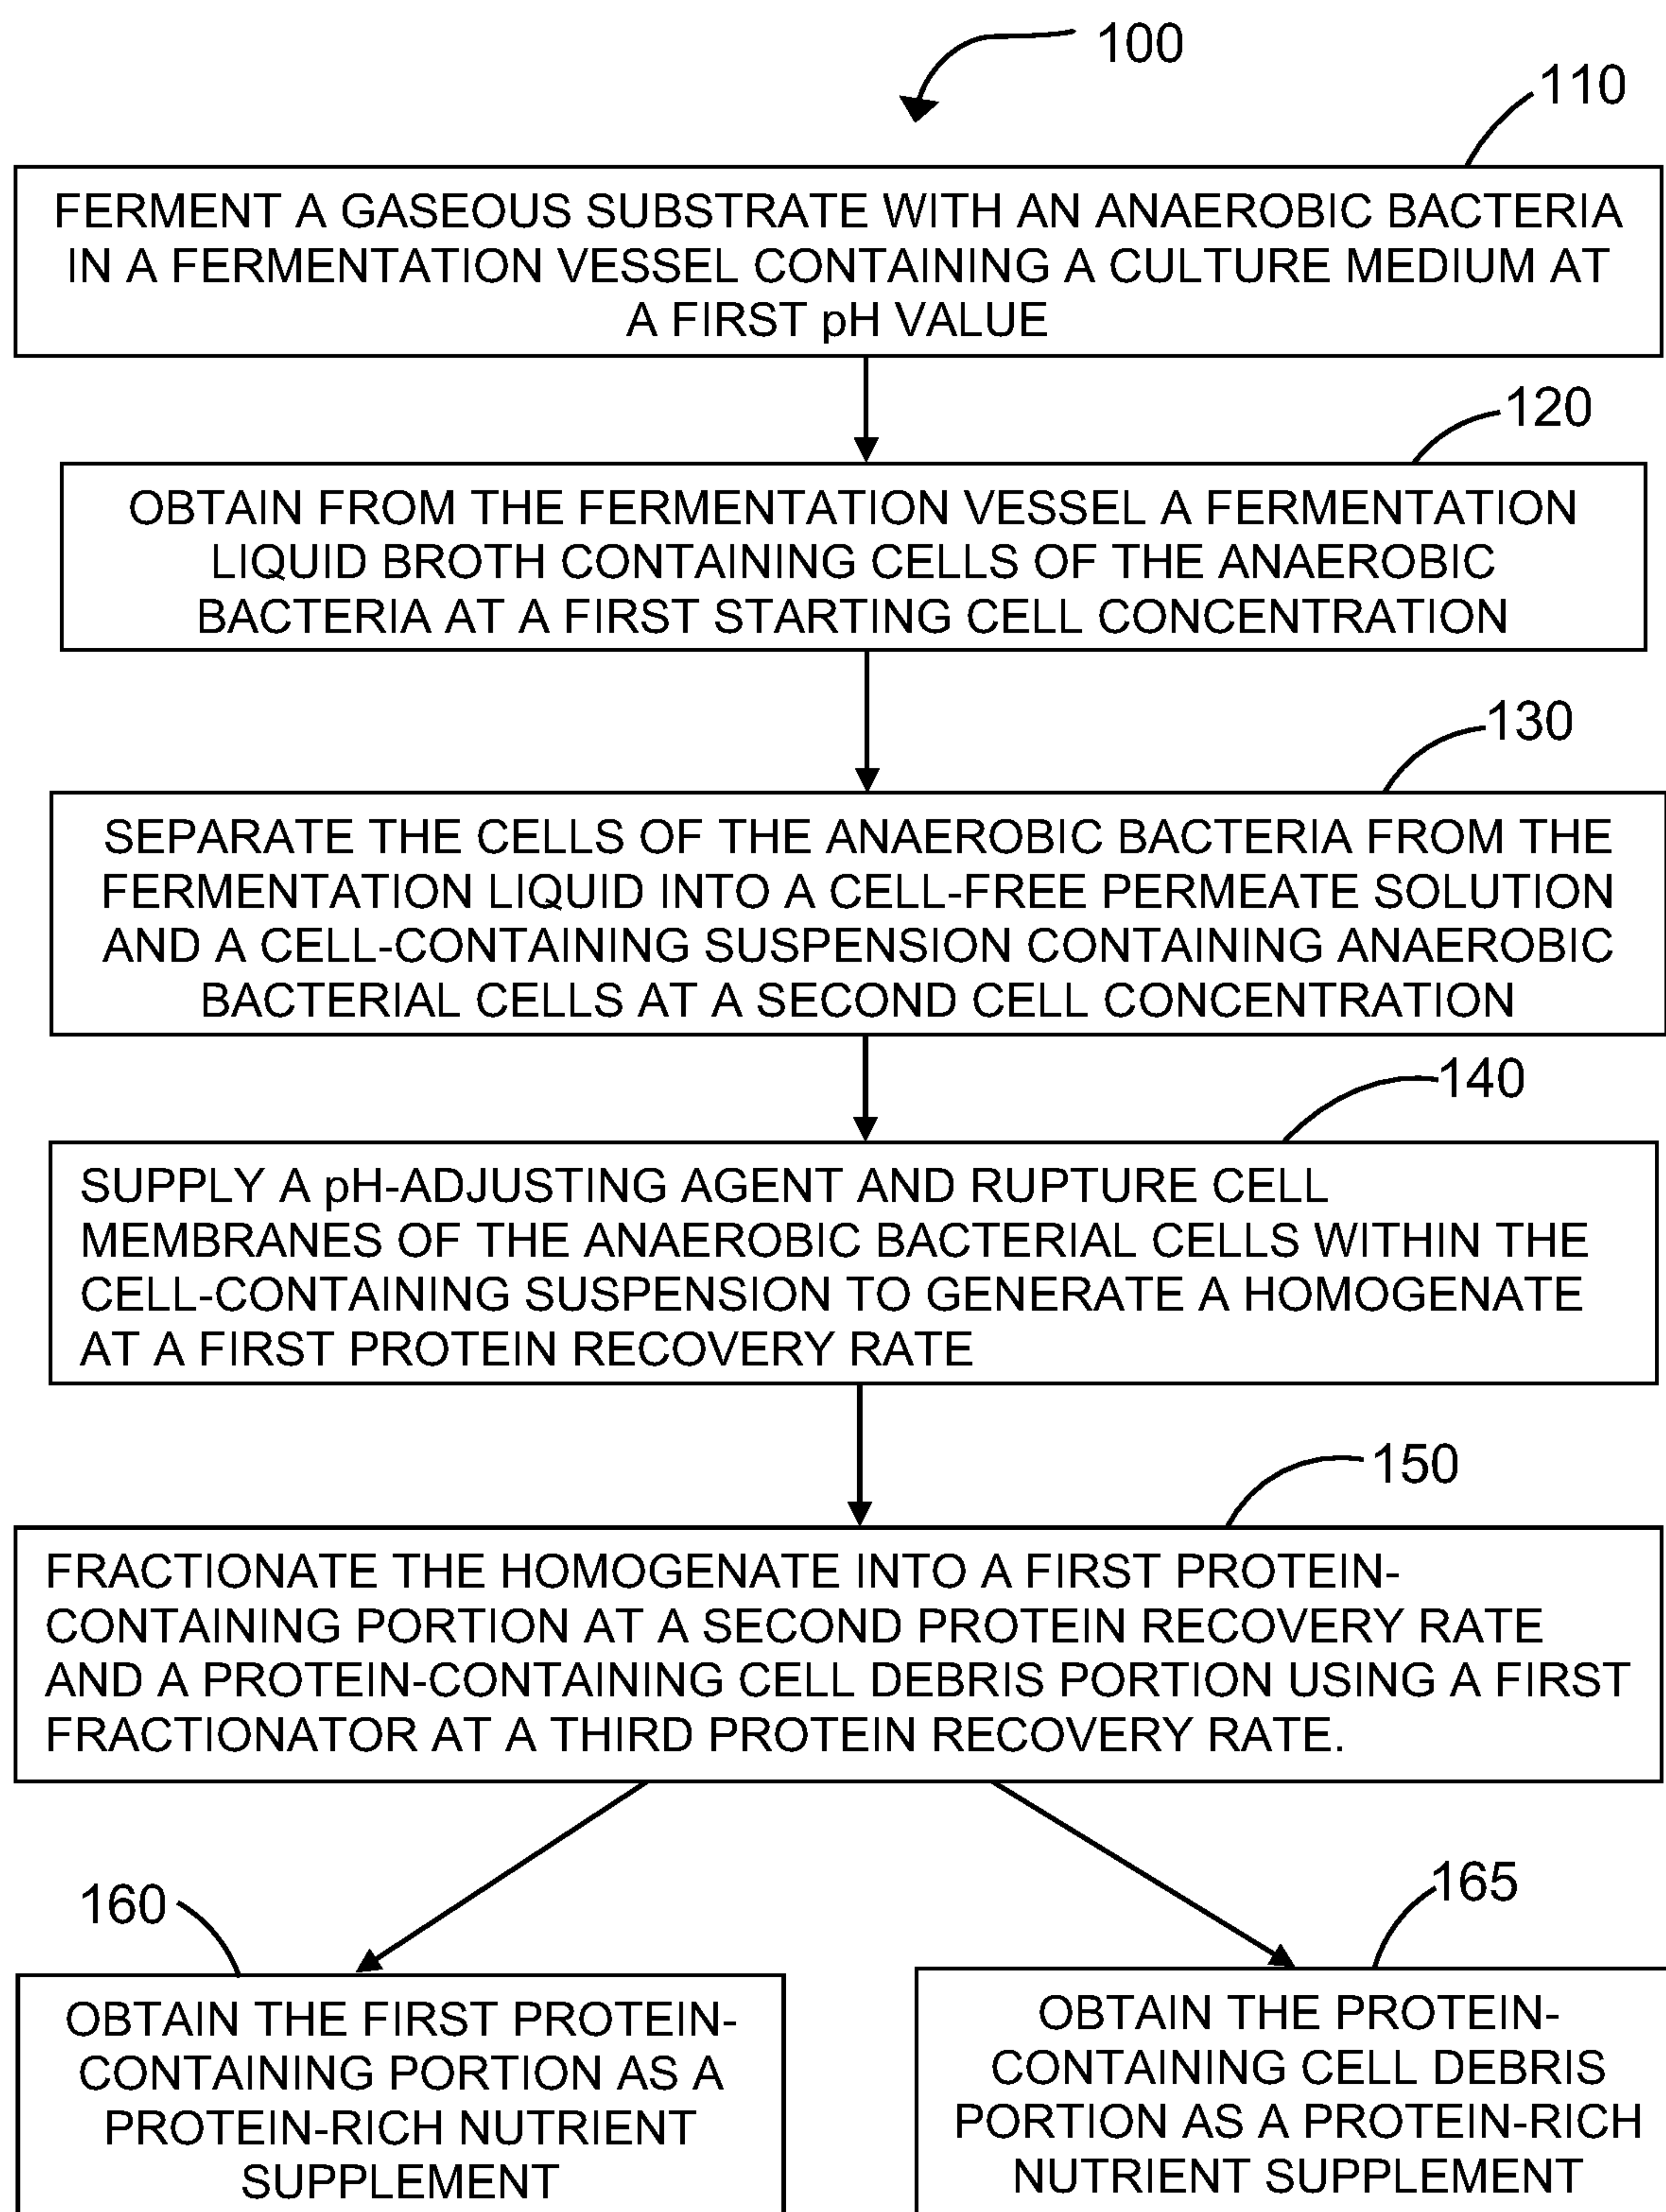 100
110
FERMENT A GASEOUS SUBSTRATE WITH AN ANAEROBIC BACTERIA
IN A FERMENTATION VESSEL CONTAINING A CULTURE MEDIUM AT
A FIRST pH VALUE
120
OBTAIN FROM THE FERMENTATION VESSEL A FERMENTATION
LIQUID BROTH CONTAINING CELLS OF THE ANAEROBIC
BACTERIA AT A FIRST STARTING CELL CONCENTRATION
130
SEPARATE THE CELLS OF THE ANAEROBIC BACTERIA FROM THE
FERMENTATION LIQUID INTO A CELL-FREE PERMEATE SOLUTION
AND A CELL-CONTAINING SUSPENSION CONTAINING ANAEROBIC
BACTERIAL CELLS AT A SECOND CELL CONCENTRATION
140
SUPPLY A pH-ADJUSTING AGENT AND RUPTURE CELL
MEMBRANES OF THE ANAEROBIC BACTERIAL CELLS WITHIN THE
CELL-CONTAINING SUSPENSION TO GENERATE A HOMOGENATE
AT A FIRST PROTEIN RECOVERY RATE
150
FRACTIONATE THE HOMOGENATE INTO A FIRST PROTEIN-
CONTAINING PORTION AT A SECOND PROTEIN RECOVERY RATE
AND A PROTEIN-CONTAINING CELL DEBRIS PORTION USING A FIRST
FRACTIONATOR AT A THIRD PROTEIN RECOVERY RATE.
160
OBTAIN THE FIRST PROTEIN-
CONTAINING PORTION AS A
PROTEIN-RICH NUTRIENT
SUPPLEMENT
165
OBTAIN THE PROTEIN-
CONTAINING CELL DEBRIS
PORTION AS A PROTEIN-RICH
NUTRIENT SUPPLEMENT